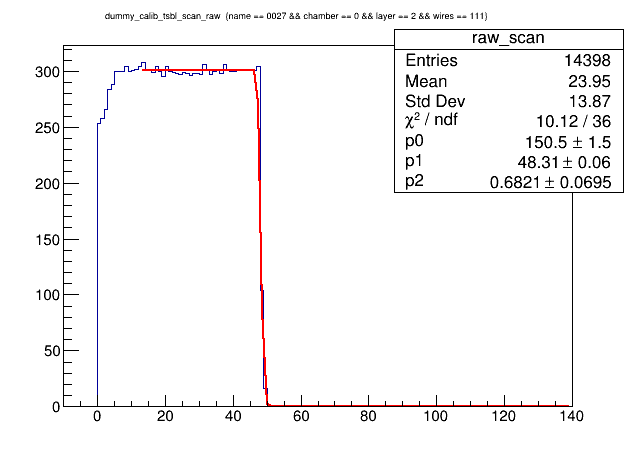 dummy_calib_tsbl_scan_raw (name == 0027 && chamber == 0 && layer == 2 && wires == 111)
raw_scan
Entries 14398
Mean 23.95
Std Dev 13.87
χ² / ndf 10.12 / 36
p0 150.5 ± 1.5
p1 48.31 ± 0.06
p2 0.6821 ± 0.0695
300
250
200
150
100
50
0
0 20 40 60 80 100 120 140